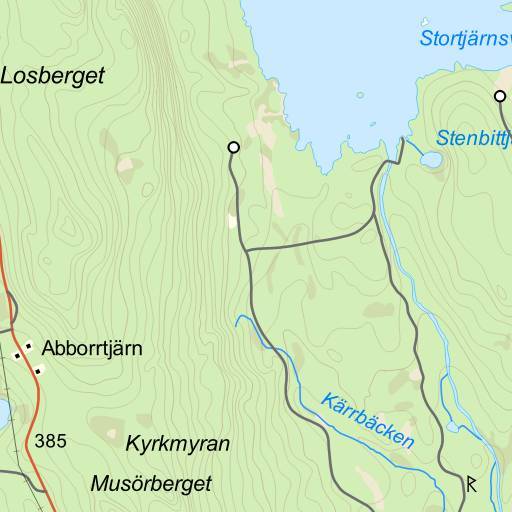 Stortjärnsv
Losberget
Stenbittj
Abborrtjärn
Kärrbäcken
385
Kyrkmyran
Musörberget
R